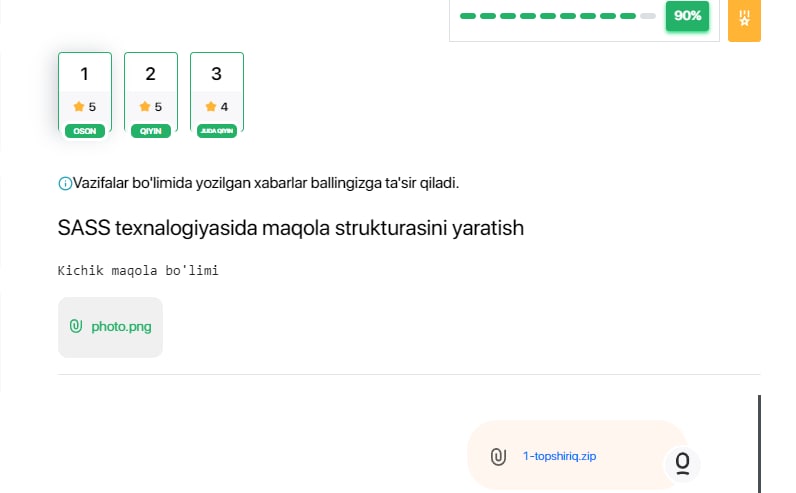 90%
1 2 3
5 5 4
OSON QIYIN JUDA QIYIN
Vazifalar bo'limida yozilgan xabarlar ballingizga ta'sir qiladi.
SASS texnalogiyasida maqola strukturasini yaratish
Kichik maqola bo'limi
photo.png
1-topshiriq.zip